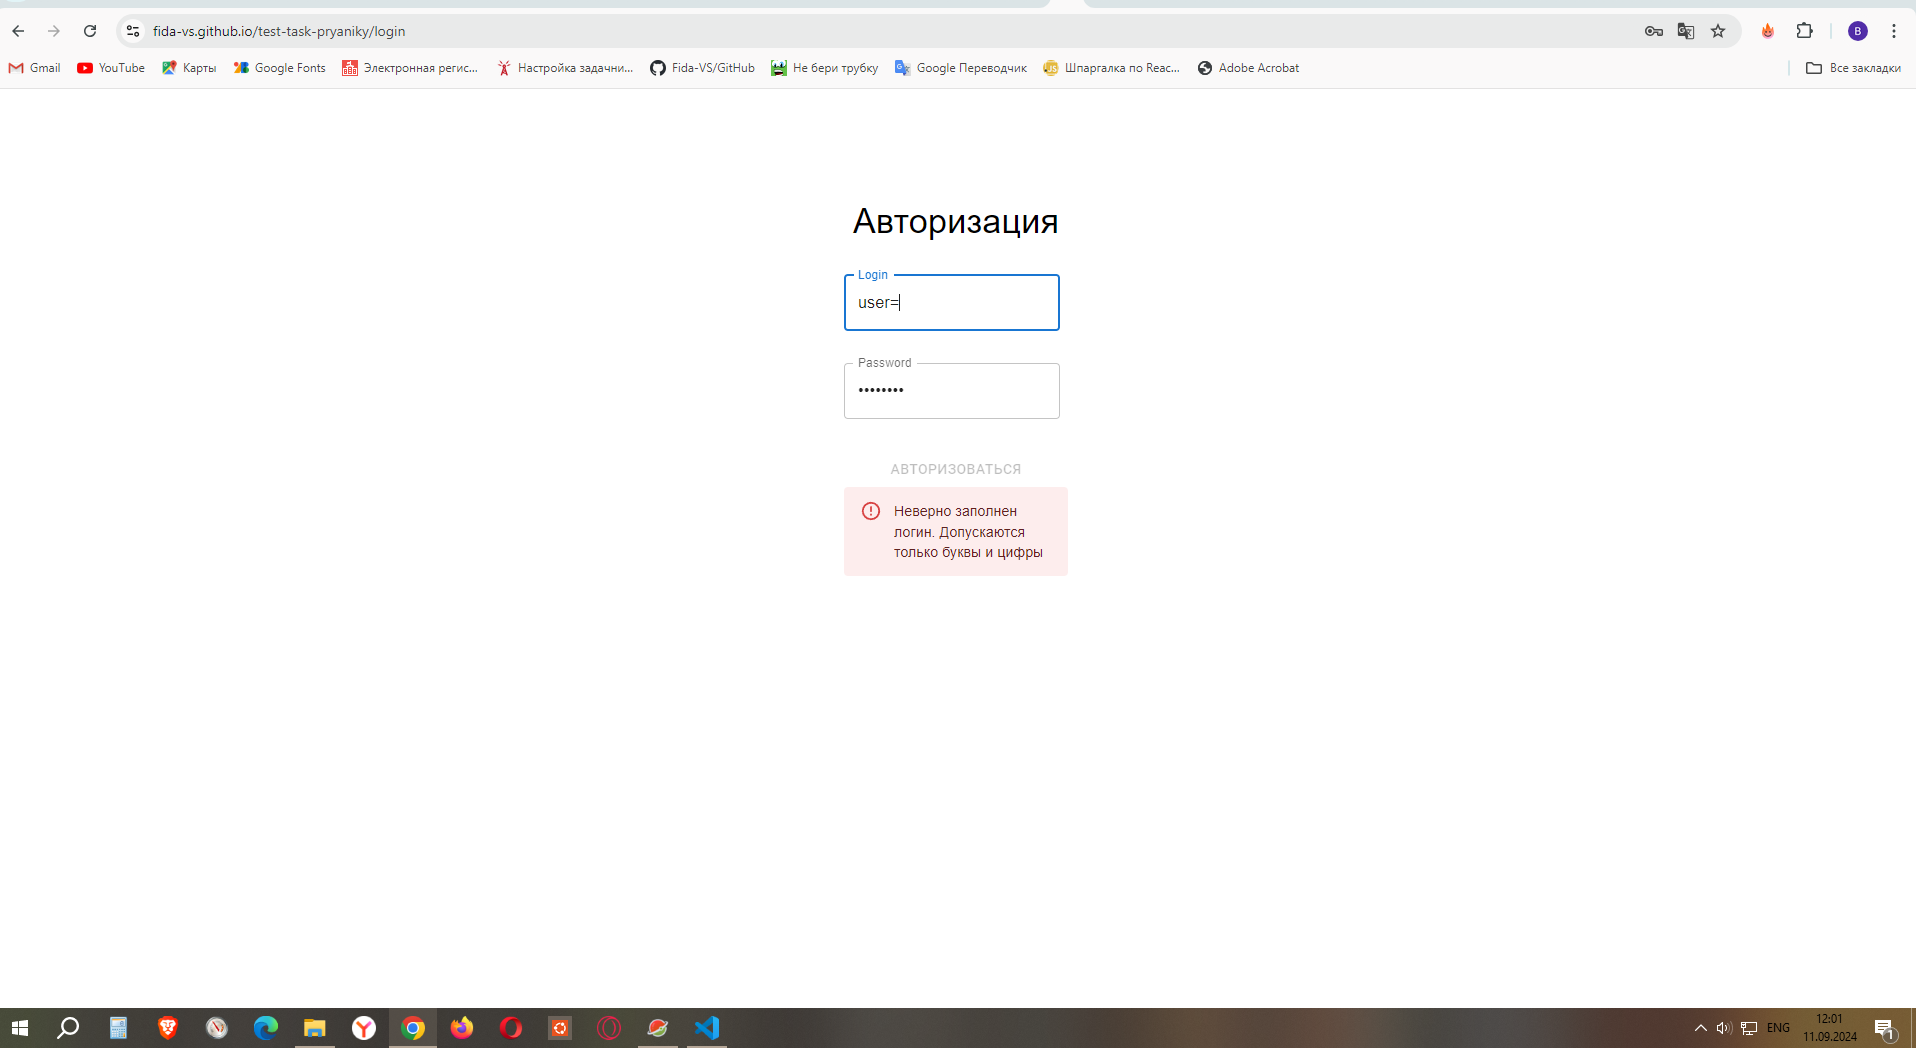 fida-vs.github.io/test-task-pryaniky/login
B
Gmail
YouTube
Карты
Google Fonts
Электронная регис...
Настройка задачни...
Fida-VS/GitHub
Не бери трубку
Google Переводчик
Шпаргалка по Reac...
Adobe Acrobat
Все закладки
Авторизация
Login
user=
Password
••••••••
АВТОРИЗОВАТЬСЯ
Неверно заполнен
логин. Допускаются
только буквы и цифры
ENG
12:01
11.09.2024
1